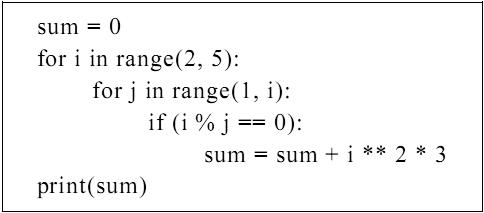 sum = 0
for i in range(2, 5):
    for j in range(1, i):
        if (i % j == 0):
            sum = sum + i ** 2 * 3
print(sum)